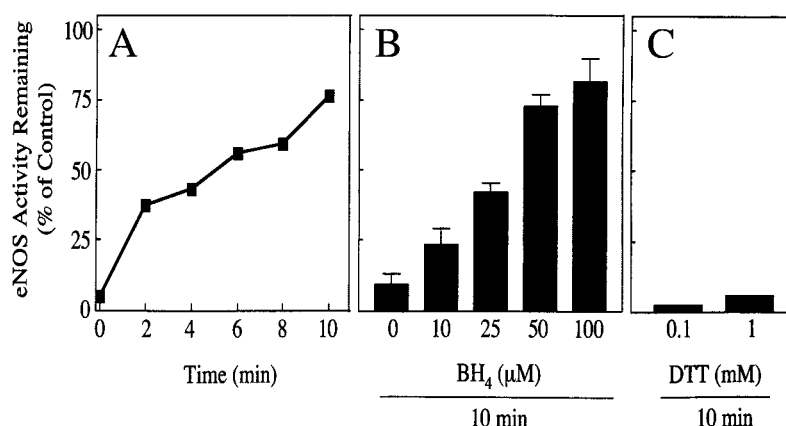 eNOS Activity Remaining
(% of Control)
100
75
50
25
0
A
0 2 4 6 8 10
Time (min)
B
0 10 25 50 100
BH₄ (μM)
10 min
C
0.1 1
DTT (mM)
10 min